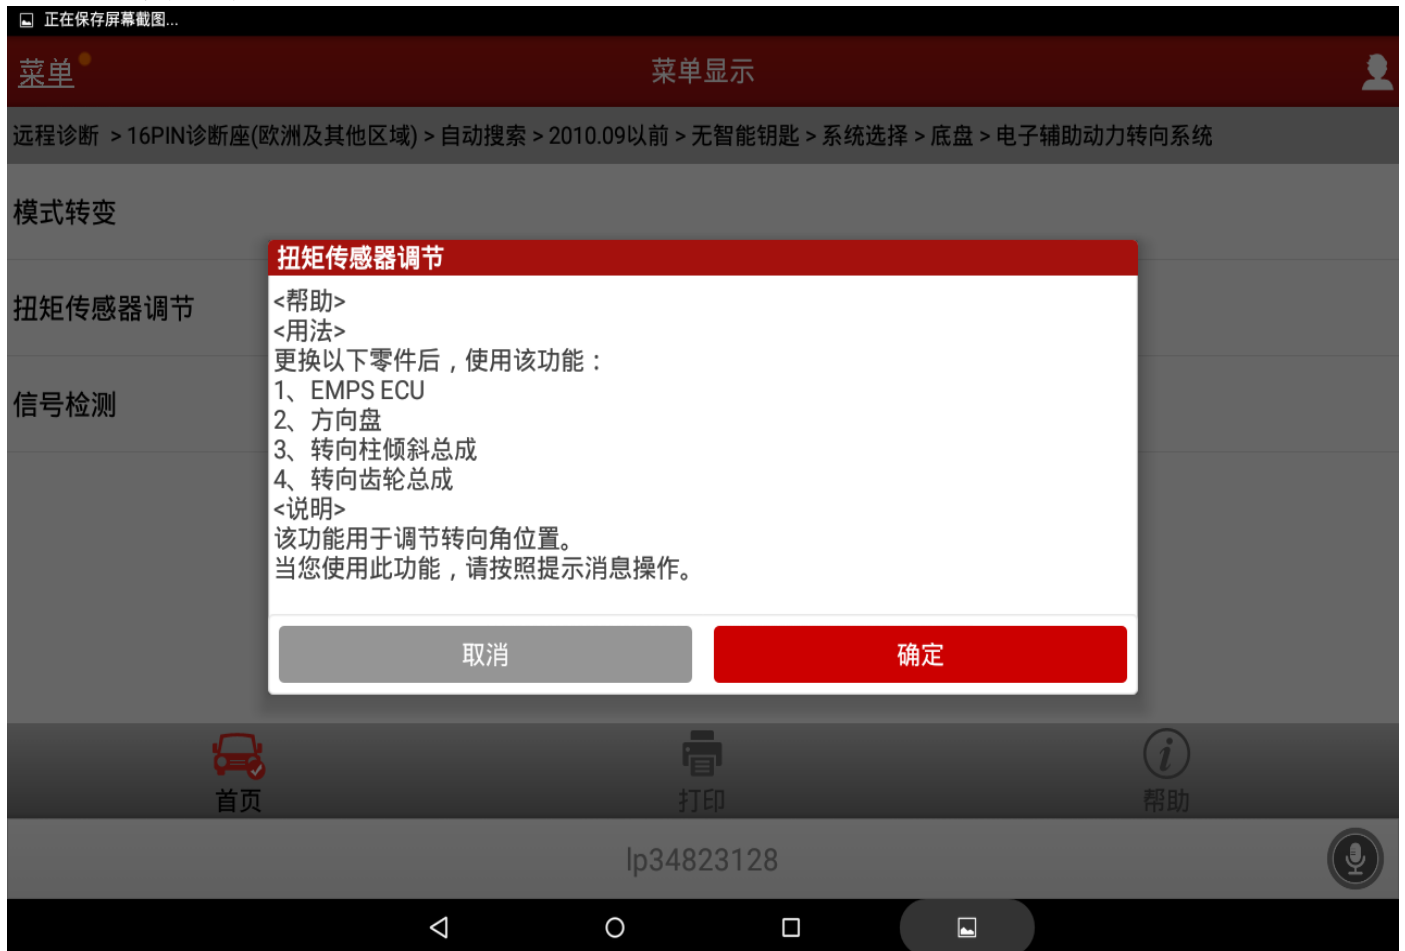 正在保存屏幕截图...
菜单
菜单显示
远程诊断 > 16PIN诊断座(欧洲及其他区域) > 自动搜索 > 2010.09以前 > 无智能钥匙 > 系统选择 > 底盘 > 电子辅助动力转向系统
模式转变
扭矩传感器调节
信号检测
扭矩传感器调节
<帮助>
<用法>
更换以下零件后，使用该功能：
1、EMPS ECU
2、方向盘
3、转向柱倾斜总成
4、转向齿轮总成
<说明>
该功能用于调节转向角位置。
当您使用此功能，请按照提示消息操作。
取消
确定
首页
打印
帮助
lp34823128